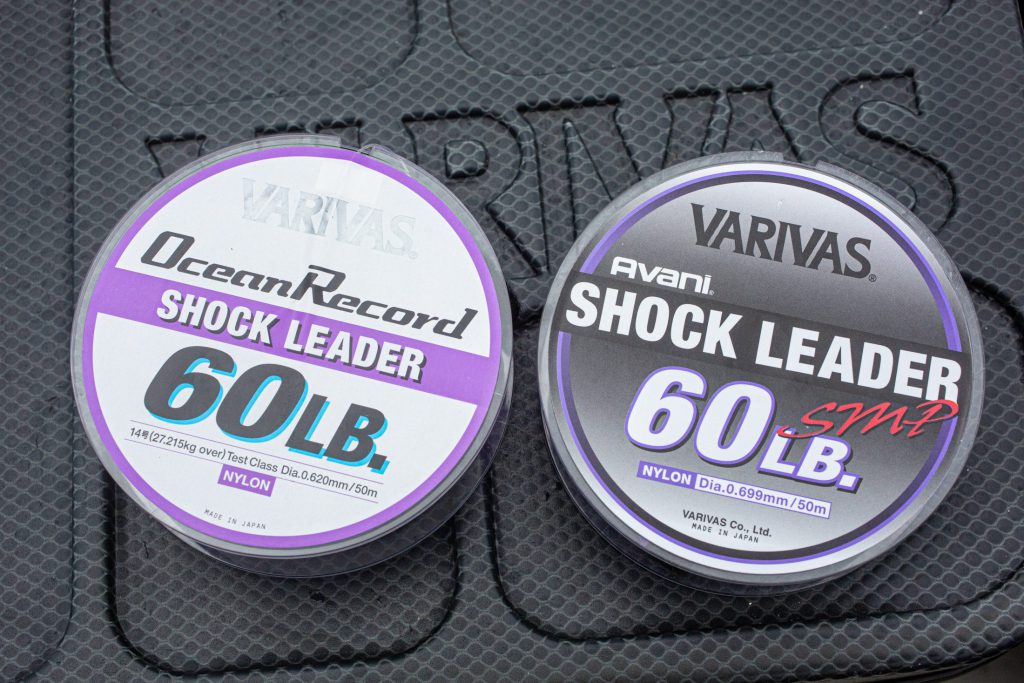 VARIVAS
VARIVAS®
OceanRecord
SHOCK LEADER
60LB.
14号(27.215kg over)Test Class Dia.0.620mm/50m
NYLON
MADE IN JAPAN
VARIVAS®
Avani®
SHOCK LEADER
SMP
60LB.
NYLON Dia.0.699mm/50m
VARIVAS Co., Ltd.
MADE IN JAPAN